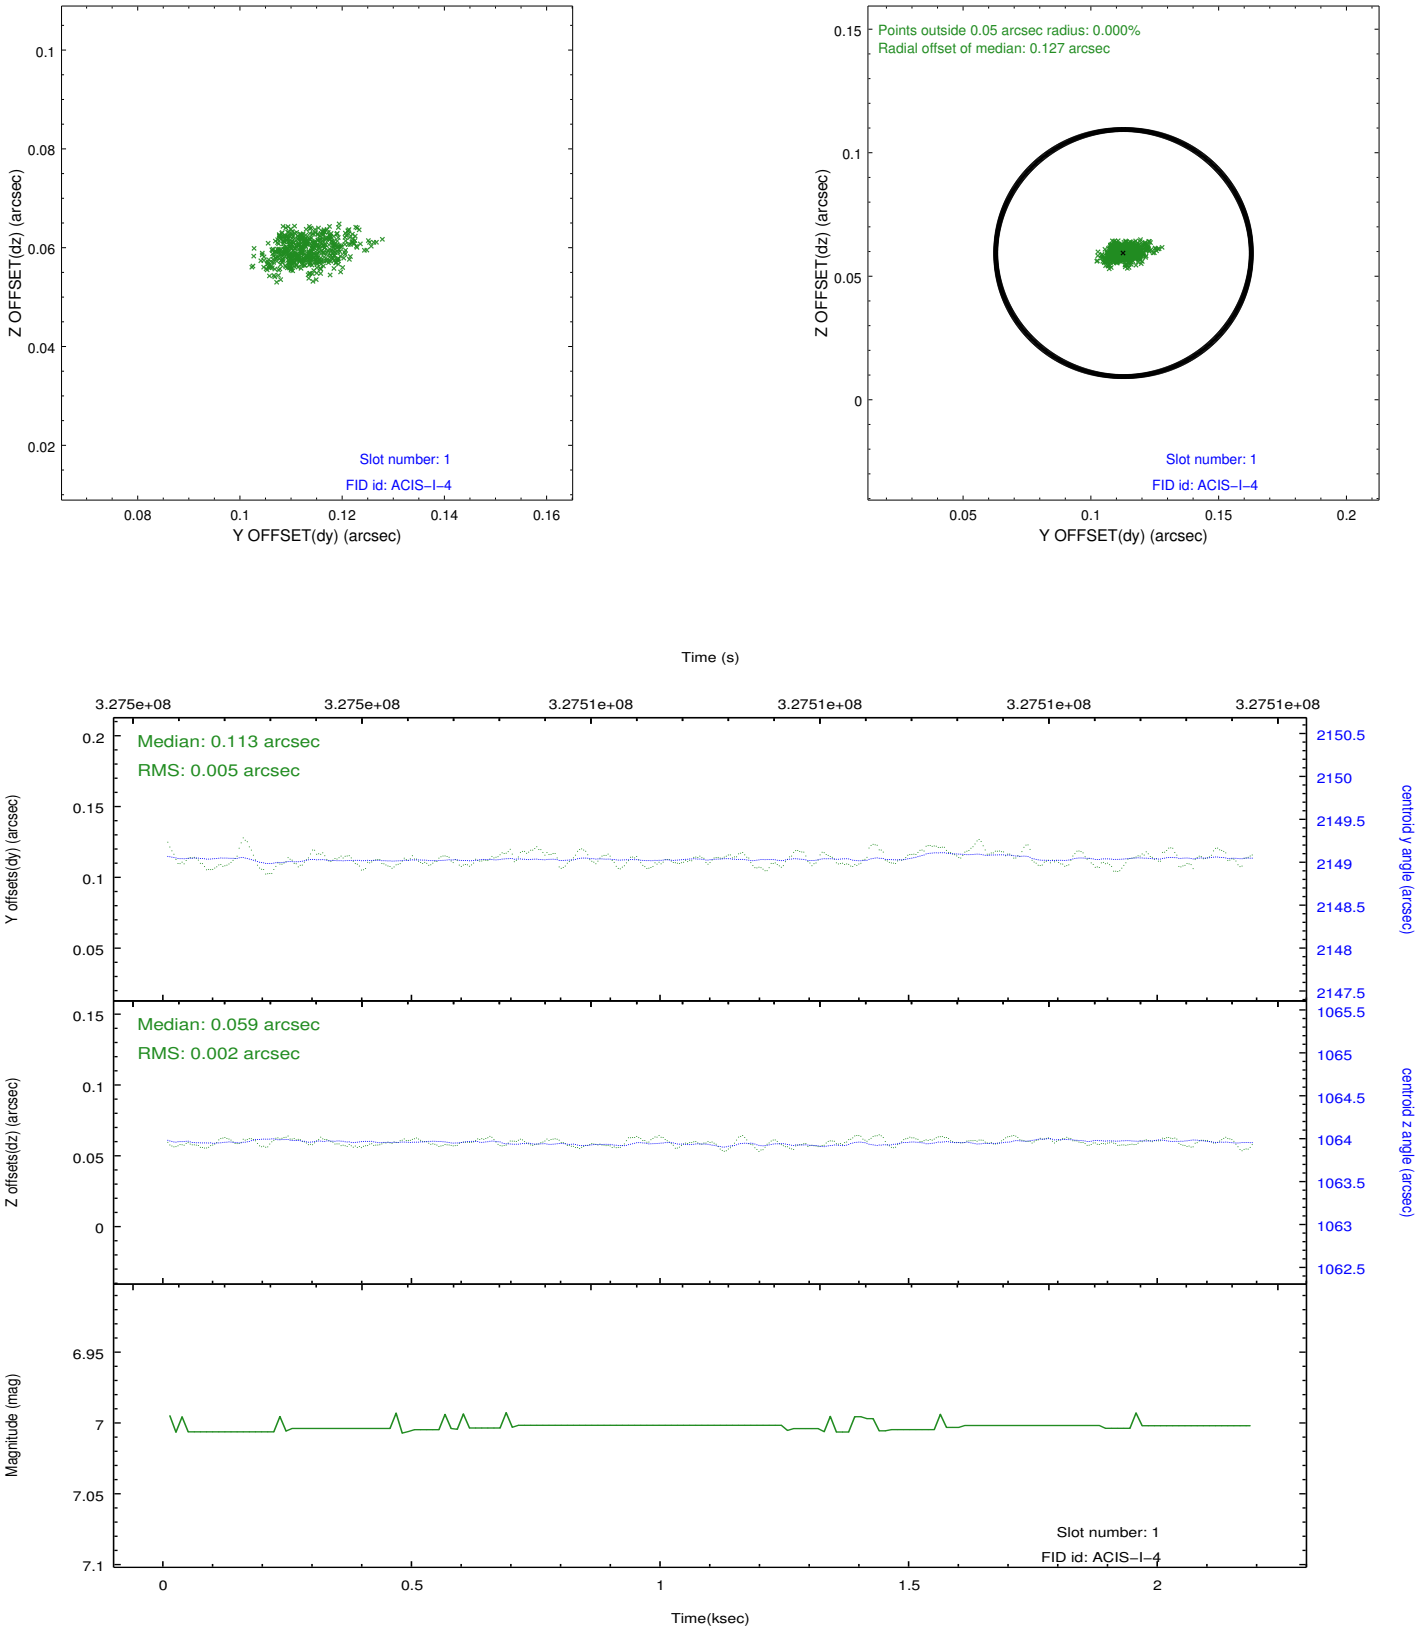 0.1
0.08
0.06
0.04
0.02
Z OFFSET(dz) (arcsec)
Slot number: 1
FID id: ACIS−I−4
0.08 0.1 0.12 0.14 0.16
Y OFFSET(dy) (arcsec)
Points outside 0.05 arcsec radius: 0.000%
Radial offset of median: 0.127 arcsec
0.15
0.1
0.05
0
Z OFFSET(dz) (arcsec)
Slot number: 1
FID id: ACIS−I−4
0.05 0.1 0.15 0.2
Y OFFSET(dy) (arcsec)
Time (s)
3.275e+08 3.275e+08 3.2751e+08 3.2751e+08 3.2751e+08 3.2751e+08
Median: 0.113 arcsec
RMS: 0.005 arcsec
0.2
0.15
0.1
0.05
Y offsets(dy) (arcsec)
2150.5
2150
2149.5
2149
2148.5
2148
2147.5
centroid y angle (arcsec)
Median: 0.059 arcsec
RMS: 0.002 arcsec
0.15
0.1
0.05
0
Z offsets(dz) (arcsec)
1065.5
1065
1064.5
1064
1063.5
1063
1062.5
centroid z angle (arcsec)
6.95
7
7.05
7.1
Magnitude (mag)
Slot number: 1
FID id: ACIS−I−4
0 0.5 1 1.5 2
Time(ksec)